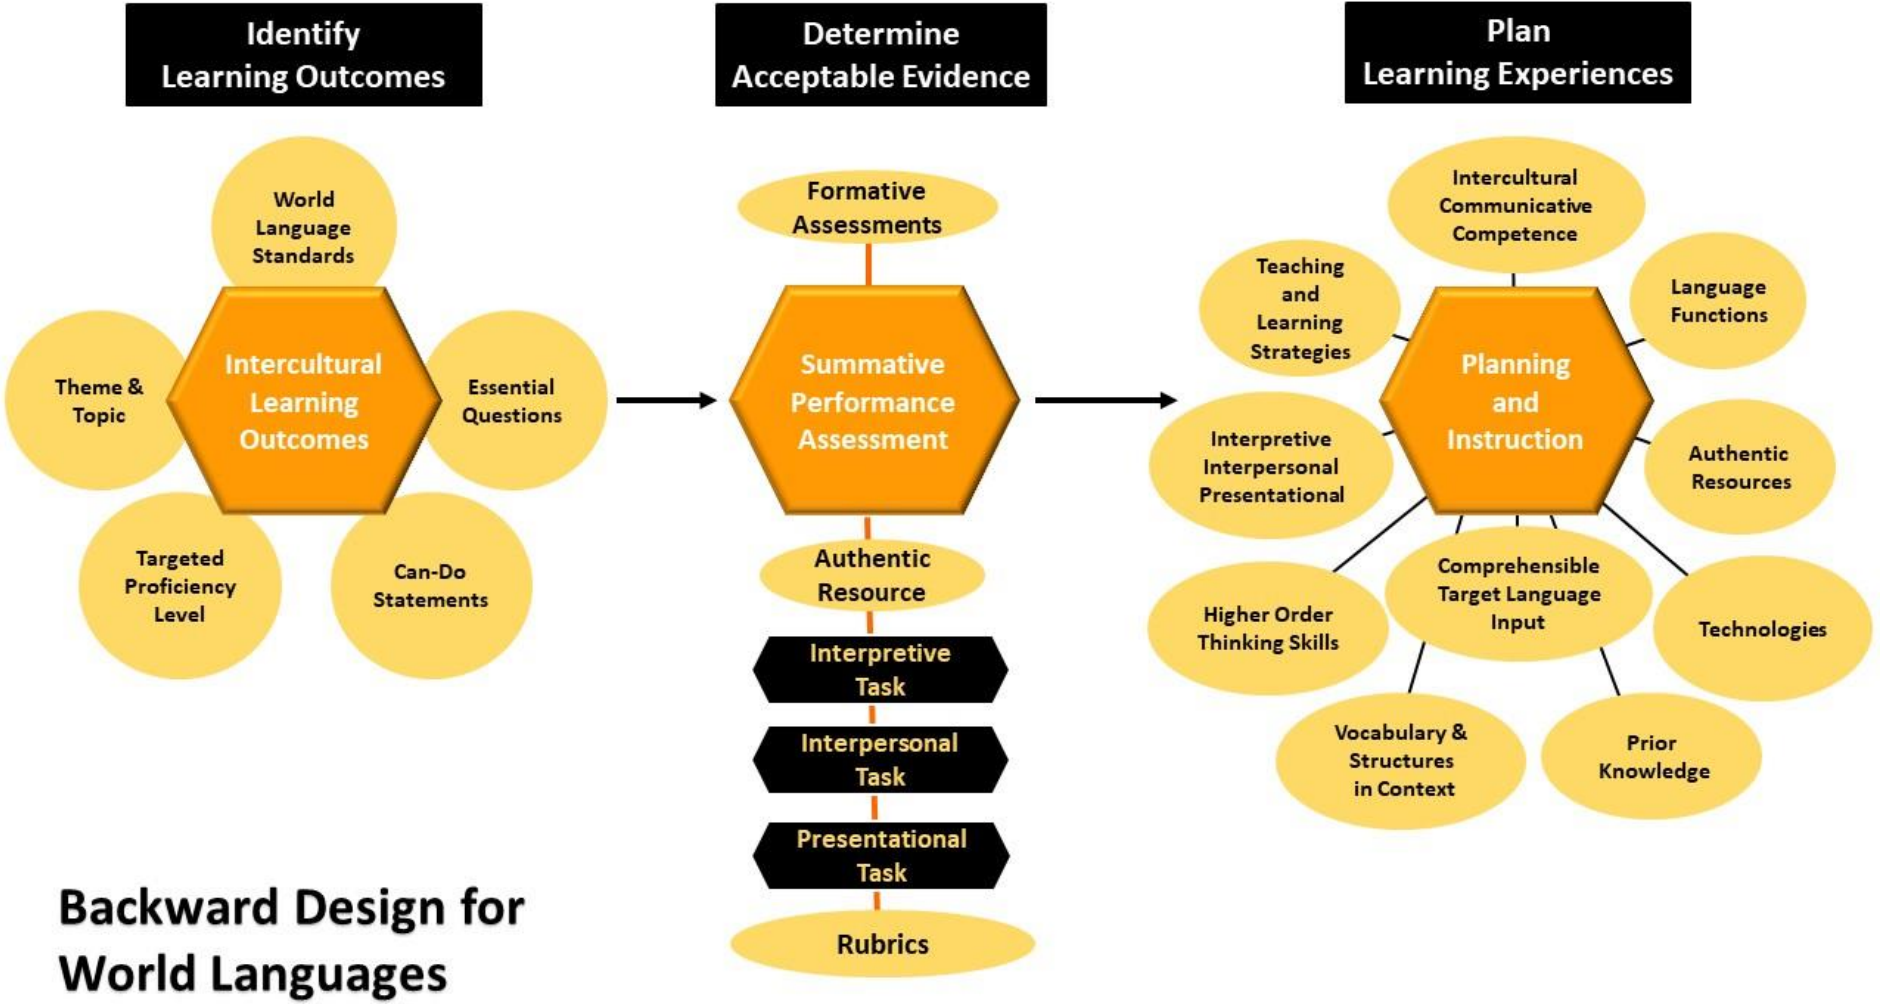 Identify
Learning Outcomes
World
Language
Standards
Theme &
Topic
Intercultural
Learning
Outcomes
Essential
Questions
Targeted
Proficiency
Level
Can-Do
Statements
Determine
Acceptable Evidence
Formative
Assessments
Summative
Performance
Assessment
Authentic
Resource
Interpretive
Task
Interpersonal
Task
Presentational
Task
Rubrics
Plan
Learning Experiences
Intercultural
Communicative
Competence
Teaching
and
Learning
Strategies
Language
Functions
Planning
and
Instruction
Interpretive
Interpersonal
Presentational
Authentic
Resources
Higher Order
Thinking Skills
Comprehensible
Target Language
Input
Technologies
Vocabulary &
Structures
in Context
Prior
Knowledge
Backward Design for
World Languages